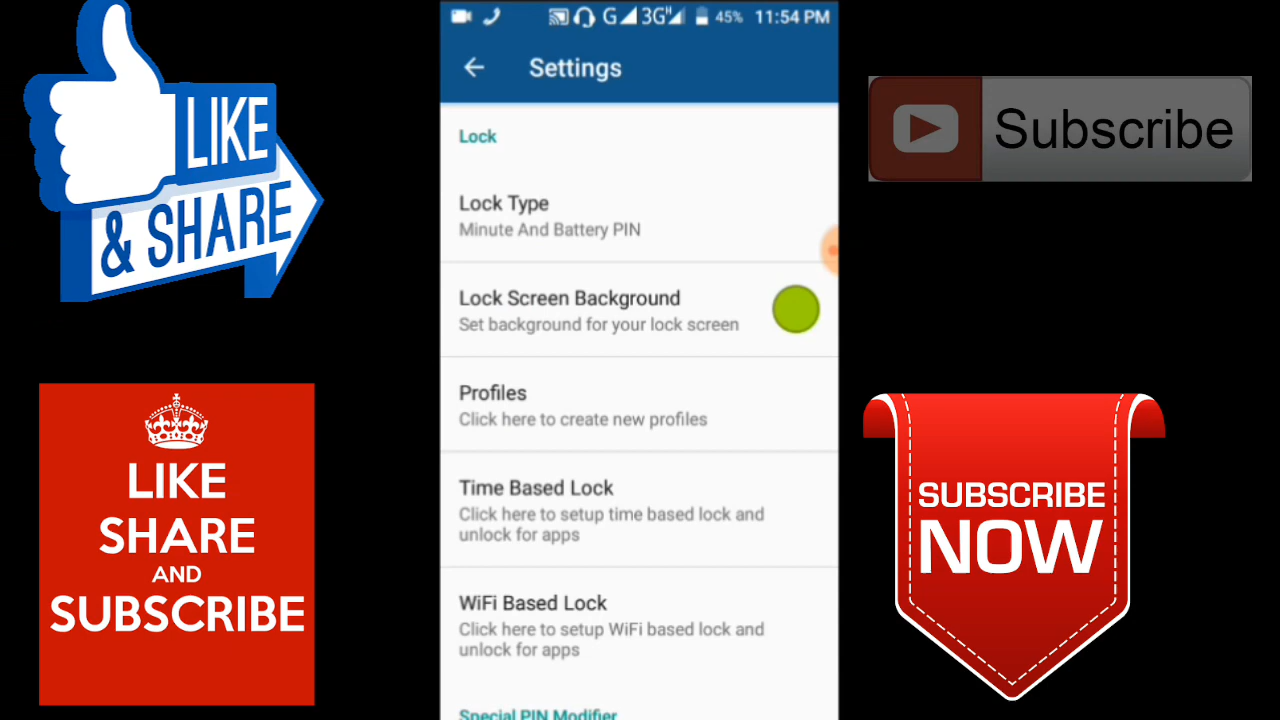 LIKE
& SHARE
LIKE
SHARE
AND
SUBSCRIBE
G 3G H 45% 11:54 PM
Settings
Lock
Lock Type
Minute And Battery PIN
Lock Screen Background
Set background for your lock screen
Profiles
Click here to create new profiles
Time Based Lock
Click here to setup time based lock and
unlock for apps
WiFi Based Lock
Click here to setup WiFi based lock and
unlock for apps
Special PIN Modifier
Subscribe
SUBSCRIBE
NOW